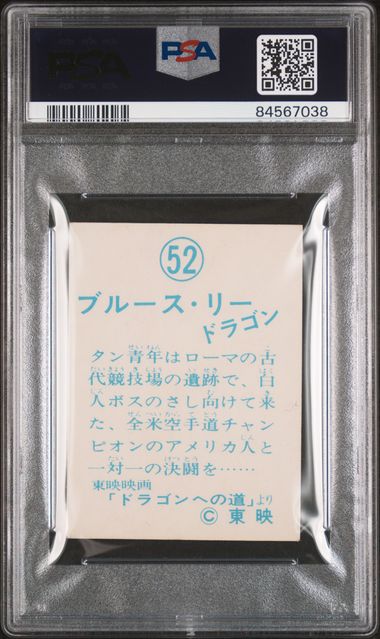 PSA
PSA
84567038
52
ブルース・リー
ドラゴン
タン青年はローマの古
代競技場の遺跡で、白
人ボスのさし向けて来
た、全米空手道チャン
ピオンのアメリカ人と
一対一の決闘を……
東映映画
「ドラゴンへの道」より
© 東映